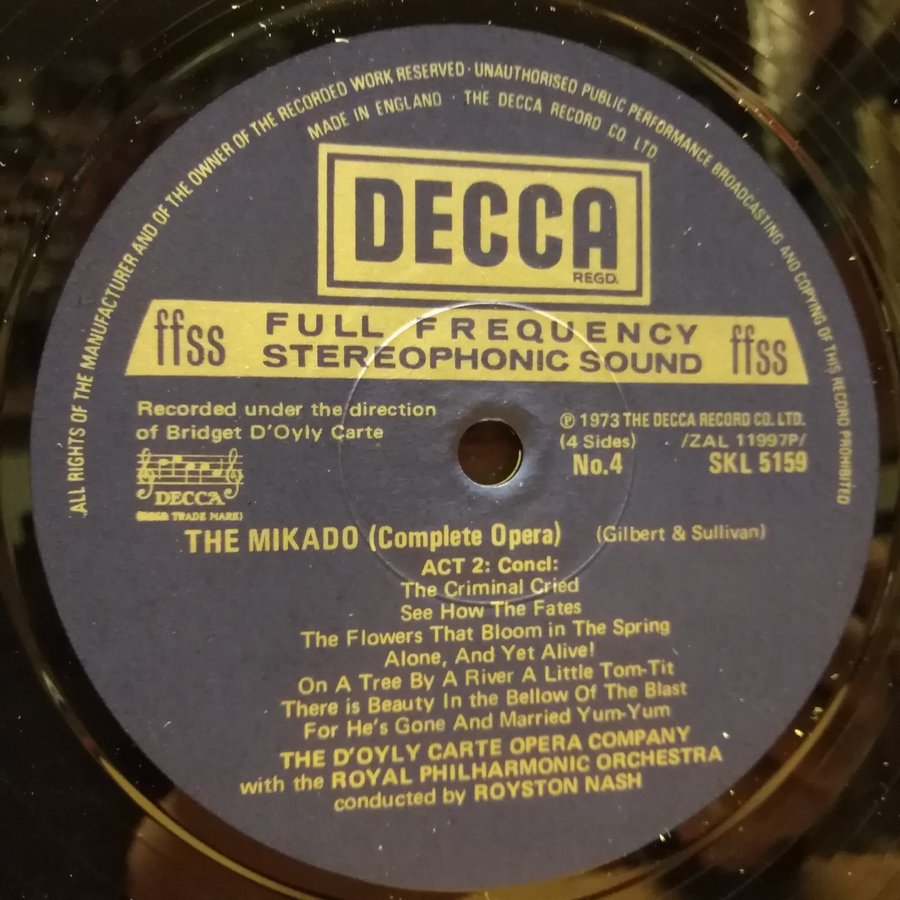 ALL RIGHTS OF THE MANUFACTURER AND OF THE OWNER OF THE RECORDED WORK RESERVED · UNAUTHORISED PUBLIC PERFORMANCE BROADCASTING AND COPYING OF THIS RECORD PROHIBITED
MADE IN ENGLAND · THE DECCA RECORD CO LTD
DECCA
REGD.
ffss FULL FREQUENCY STEREOPHONIC SOUND ffss
Recorded under the direction
of Bridget D'Oyly Carte
℗ 1973 THE DECCA RECORD CO. LTD.
(4 Sides) /ZAL 11997P/
No.4 SKL 5159
DECCA
TRADE MARK)
THE MIKADO (Complete Opera) (Gilbert & Sullivan)
ACT 2: Concl:
The Criminal Cried
See How The Fates
The Flowers That Bloom in The Spring
Alone, And Yet Alive!
On A Tree By A River A Little Tom-Tit
There is Beauty In the Bellow Of The Blast
For He's Gone And Married Yum-Yum
THE D'OYLY CARTE OPERA COMPANY
with the ROYAL PHILHARMONIC ORCHESTRA
conducted by ROYSTON NASH